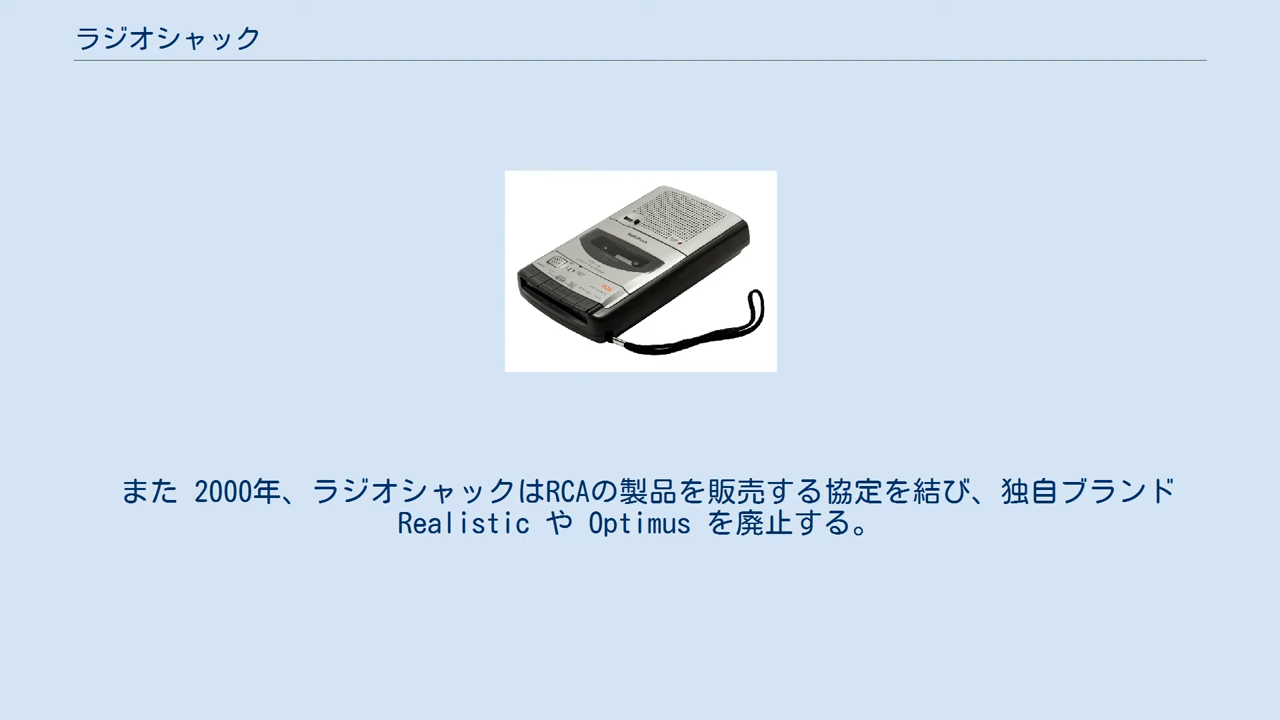 ラジオシャック
また 2000年、ラジオシャックはRCAの製品を販売する協定を結び、独自ブランド
Realistic や Optimus を廃止する。